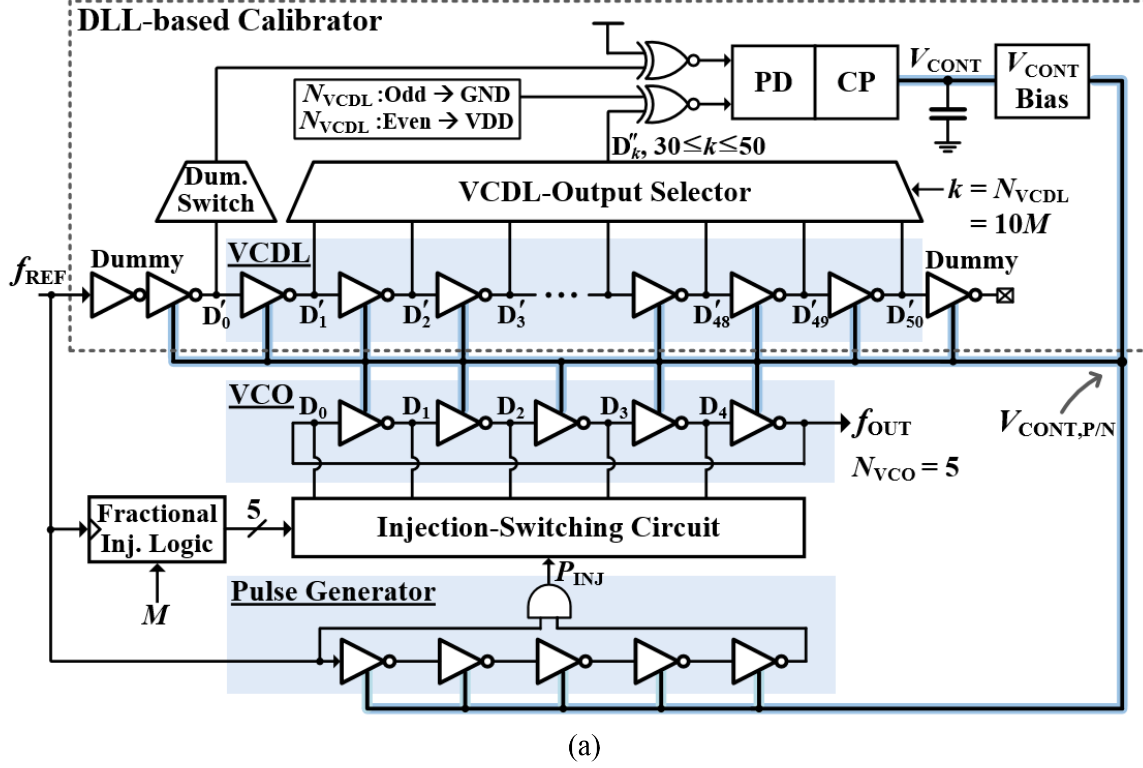 DLL-based Calibrator
N_VCDL :Odd → GND
N_VCDL :Even → VDD
PD
CP
V_CONT
V_CONT
Bias
D″_k, 30≤k≤50
Dum.
Switch
VCDL-Output Selector
k = N_VCDL
= 10M
f_REF
Dummy
VCDL
Dummy
D′_0
D′_1
D′_2
D′_3
...
D′_48
D′_49
D′_50
VCO
D_0
D_1
D_2
D_3
D_4
f_OUT
N_VCO = 5
V_CONT,P/N
Fractional
Inj. Logic
5
Injection-Switching Circuit
M
P_INJ
Pulse Generator
(a)